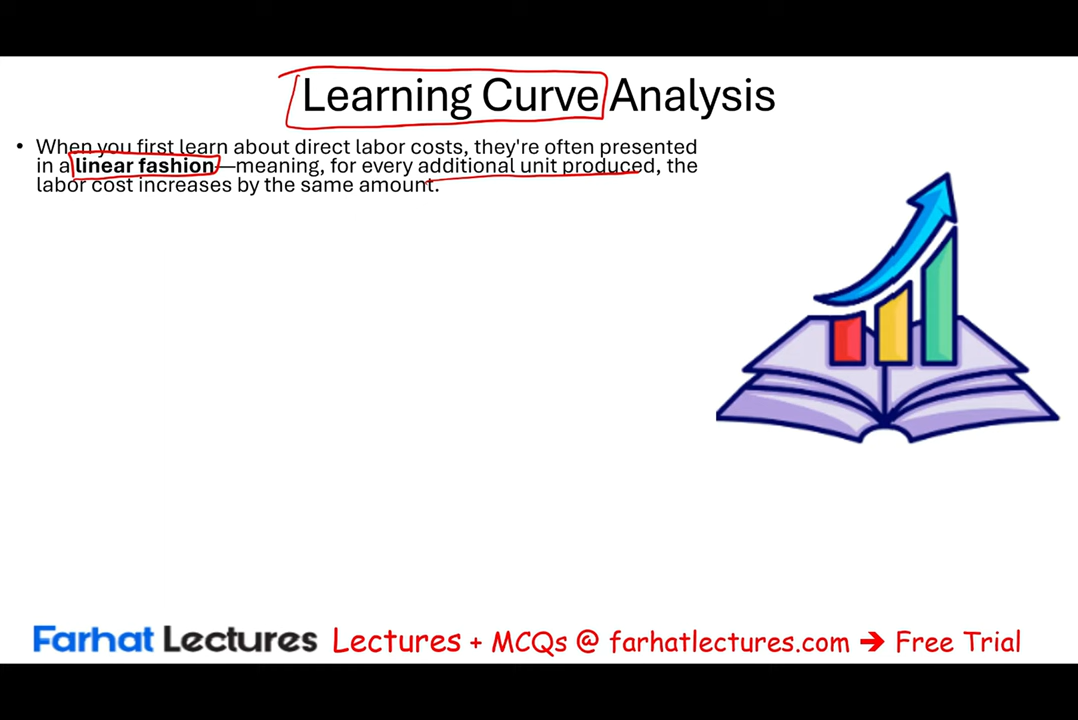 Learning Curve Analysis
• When you first learn about direct labor costs, they're often presented
in a linear fashion—meaning, for every additional unit produced, the
labor cost increases by the same amount.
Farhat Lectures Lectures + MCQs @ farhatlectures.com → Free Trial